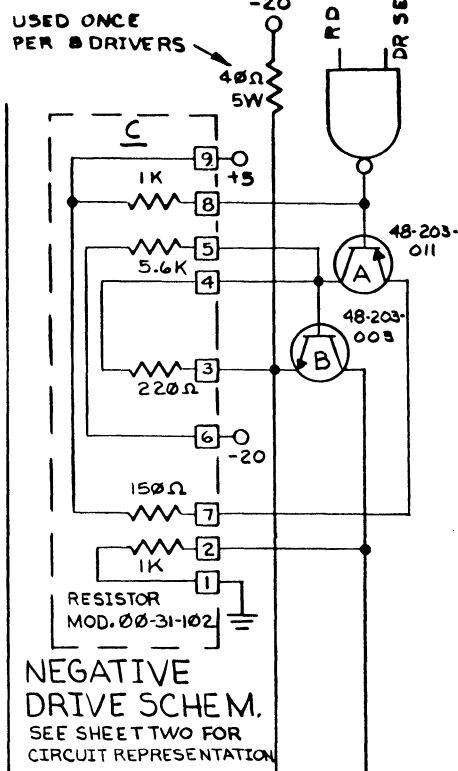 -20
USED ONCE
PER 8 DRIVERS
40Ω
5W
RD
DR SE
C
9
+5
1K
8
5
5.6K
4
48-203-
011
A
48-203-
003
B
3
220Ω
6
-20
150Ω
7
2
1K
1
RESISTOR
MOD. 00-31-102
NEGATIVE
DRIVE SCHEM.
SEE SHEET TWO FOR
CIRCUIT REPRESENTATION